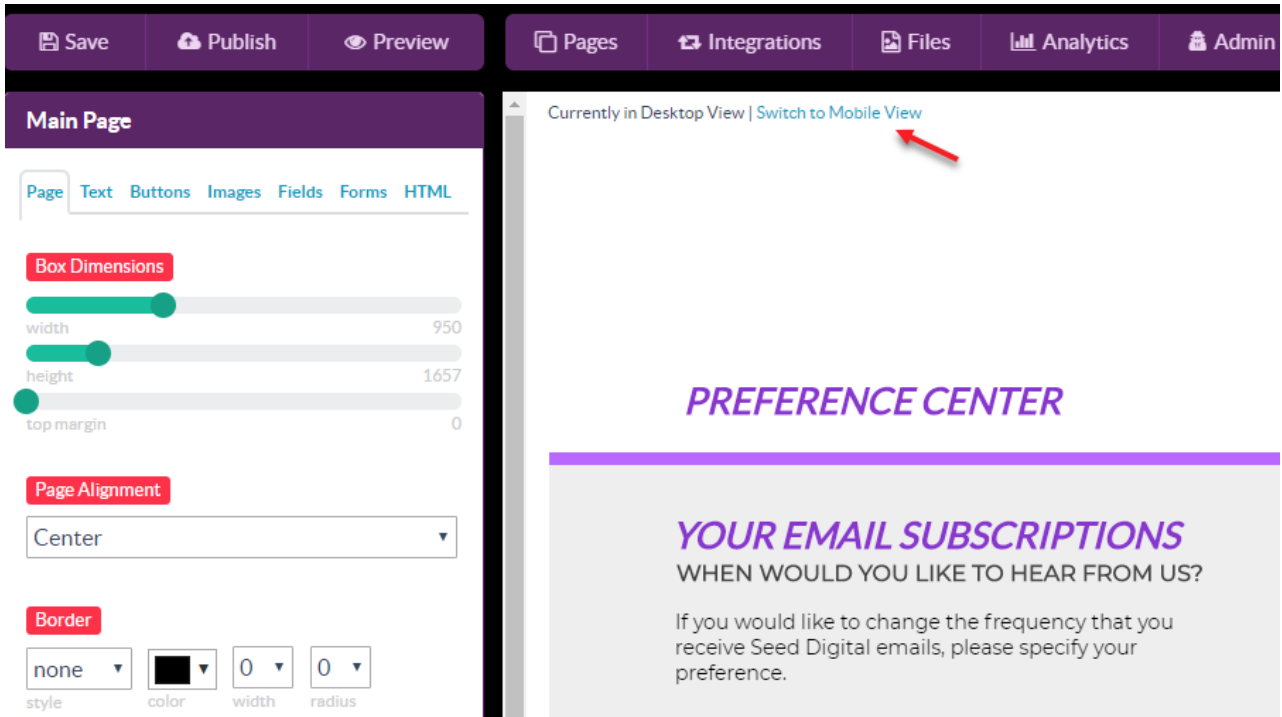 Save Publish Preview Pages Integrations Files Analytics Admin
Main Page
Page Text Buttons Images Fields Forms HTML
Box Dimensions
width 950
height 1657
top margin 0
Page Alignment
Center
Border
none 0 0
style color width radius
Currently in Desktop View | Switch to Mobile View
PREFERENCE CENTER
YOUR EMAIL SUBSCRIPTIONS
WHEN WOULD YOU LIKE TO HEAR FROM US?
If you would like to change the frequency that you
receive Seed Digital emails, please specify your
preference.